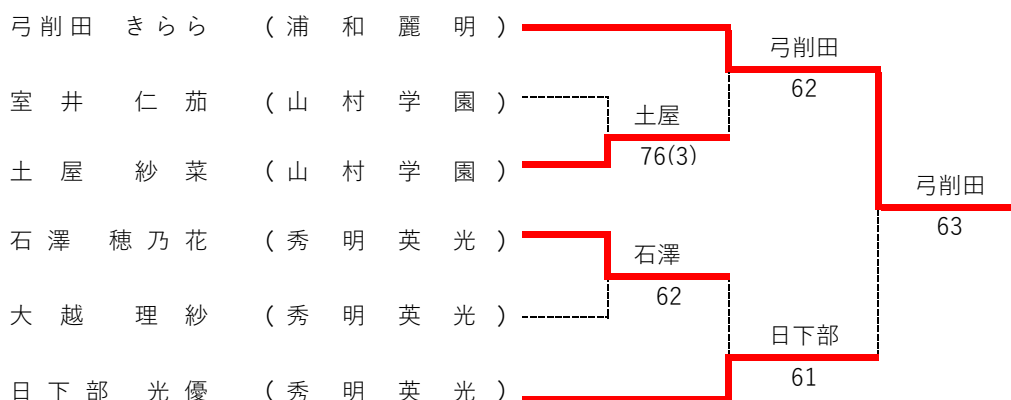 弓削田 きらら (浦和麗明)
弓削田
62
室井 仁茄 (山村学園)
土屋
76(3)
土屋 紗菜 (山村学園)
弓削田
63
石澤 穂乃花 (秀明英光)
石澤
62
大越 理紗 (秀明英光)
日下部
61
日下部 光優 (秀明英光)